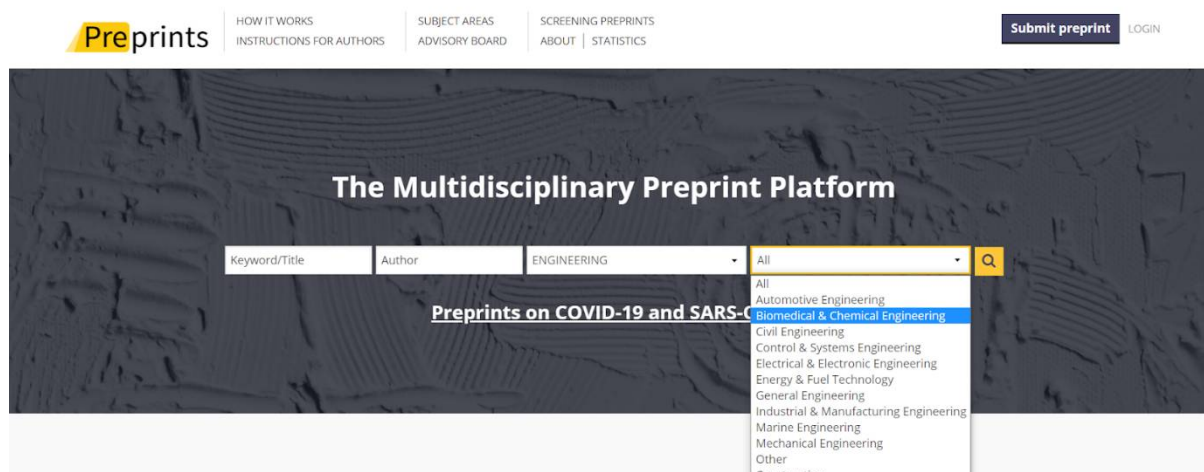 Preprints
HOW IT WORKS
INSTRUCTIONS FOR AUTHORS
SUBJECT AREAS
ADVISORY BOARD
SCREENING PREPRINTS
ABOUT | STATISTICS
Submit preprint
LOGIN
The Multidisciplinary Preprint Platform
Keyword/Title
Author
ENGINEERING
All
Preprints on COVID-19 and SARS-
All
Automotive Engineering
Biomedical & Chemical Engineering
Civil Engineering
Control & Systems Engineering
Electrical & Electronic Engineering
Energy & Fuel Technology
General Engineering
Industrial & Manufacturing Engineering
Marine Engineering
Mechanical Engineering
Other